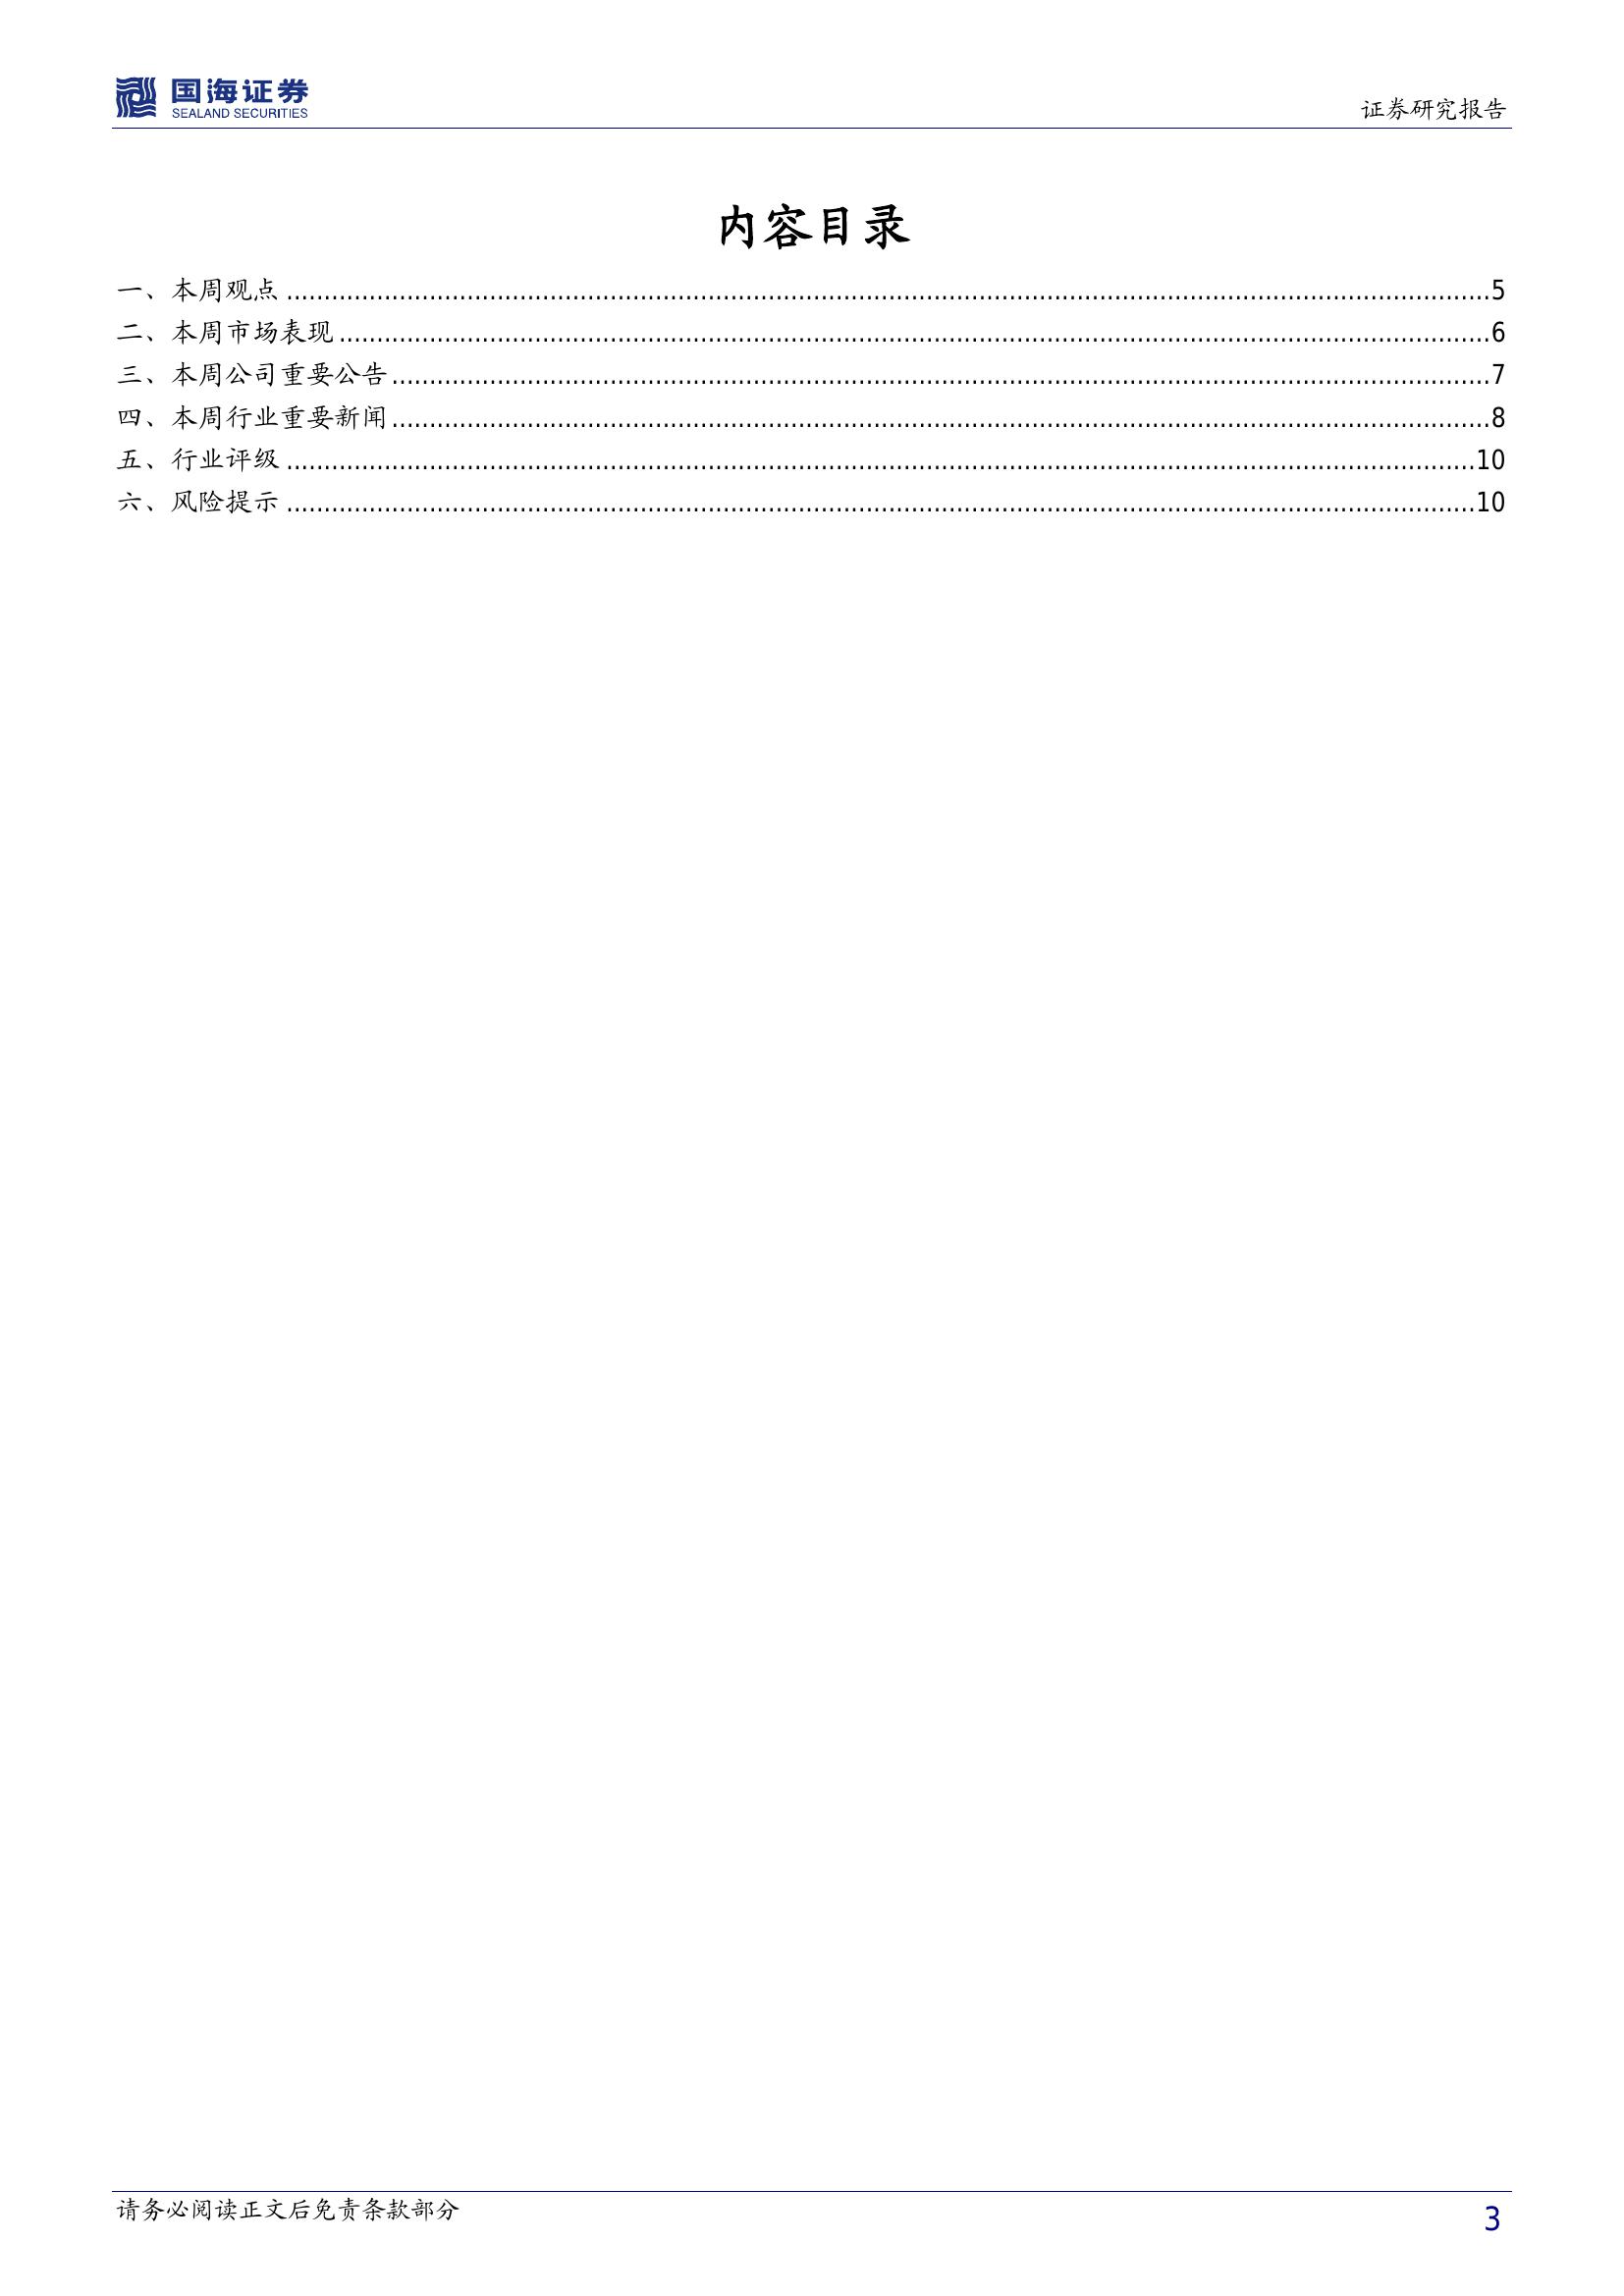 国海证券
SEALAND SECURITIES
证券研究报告
内容目录
一、本周观点 ........................................ 5
二、本周市场表现 ........................................ 6
三、本周公司重要公告 ........................................ 7
四、本周行业重要新闻 ........................................ 8
五、行业评级 ........................................ 10
六、风险提示 ........................................ 10
请务必阅读正文后免责条款部分
3